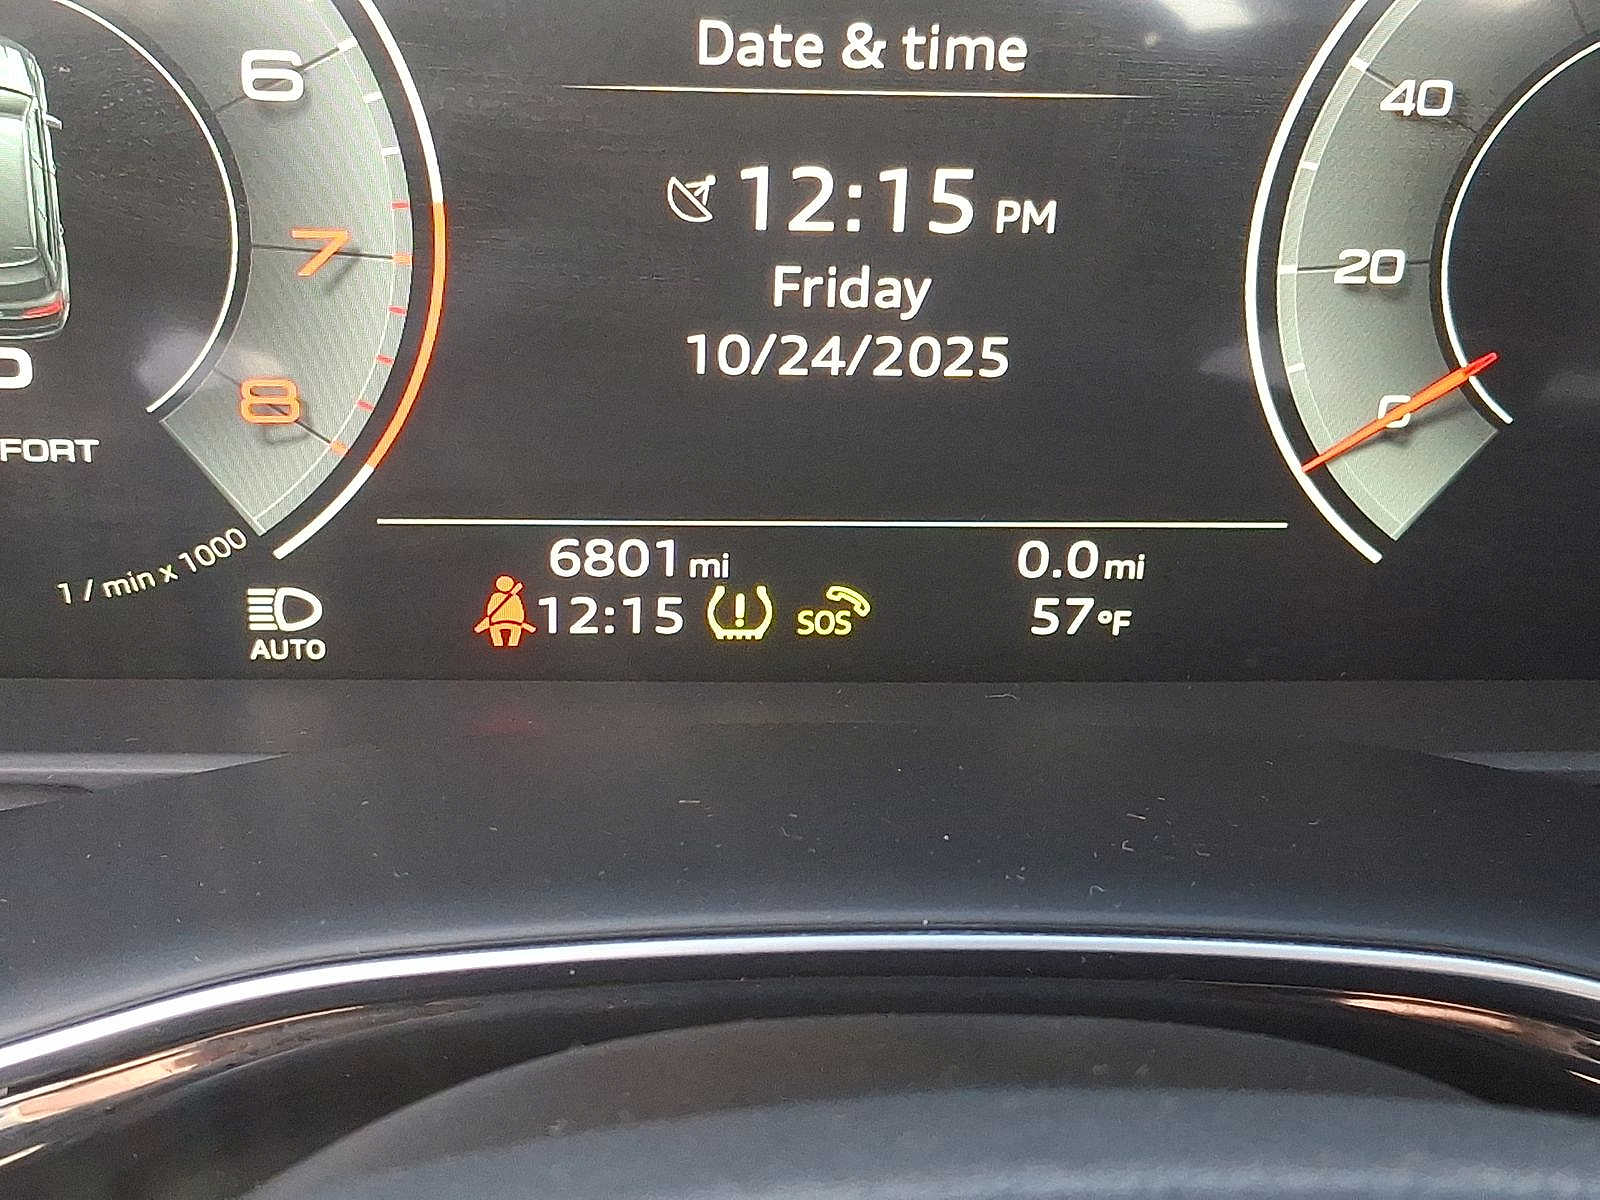 Date & time
12:15 PM
Friday
10/24/2025
6
7
8
1 / min x 1000
40
20
0
FORT
6801 mi
0.0 mi
12:15
SOS
57 °F
AUTO